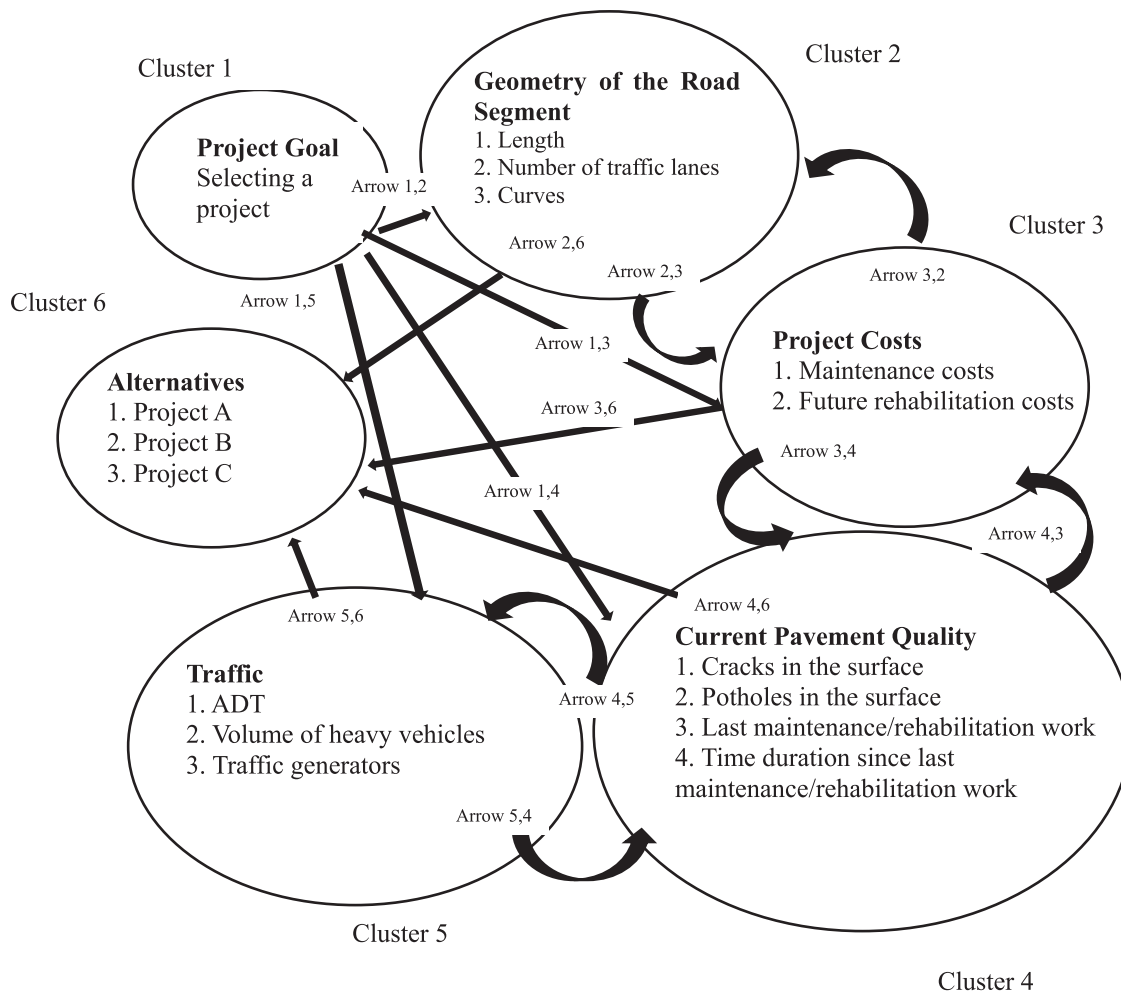 Cluster 1
Cluster 2
Geometry of the Road
Segment
1. Length
2. Number of traffic lanes
3. Curves
Project Goal
Selecting a
project
Arrow 1,2
Arrow 2,6
Arrow 2,3
Cluster 3
Arrow 3,2
Cluster 6
Arrow 1,5
Arrow 1,3
Project Costs
1. Maintenance costs
2. Future rehabilitation costs
Alternatives
1. Project A
2. Project B
3. Project C
Arrow 3,6
Arrow 3,4
Arrow 1,4
Arrow 4,3
Arrow 5,6
Arrow 4,6
Current Pavement Quality
1. Cracks in the surface
2. Potholes in the surface
3. Last maintenance/rehabilitation work
4. Time duration since last
maintenance/rehabilitation work
Traffic
1. ADT
2. Volume of heavy vehicles
3. Traffic generators
Arrow 4,5
Arrow 5,4
Cluster 5
Cluster 4